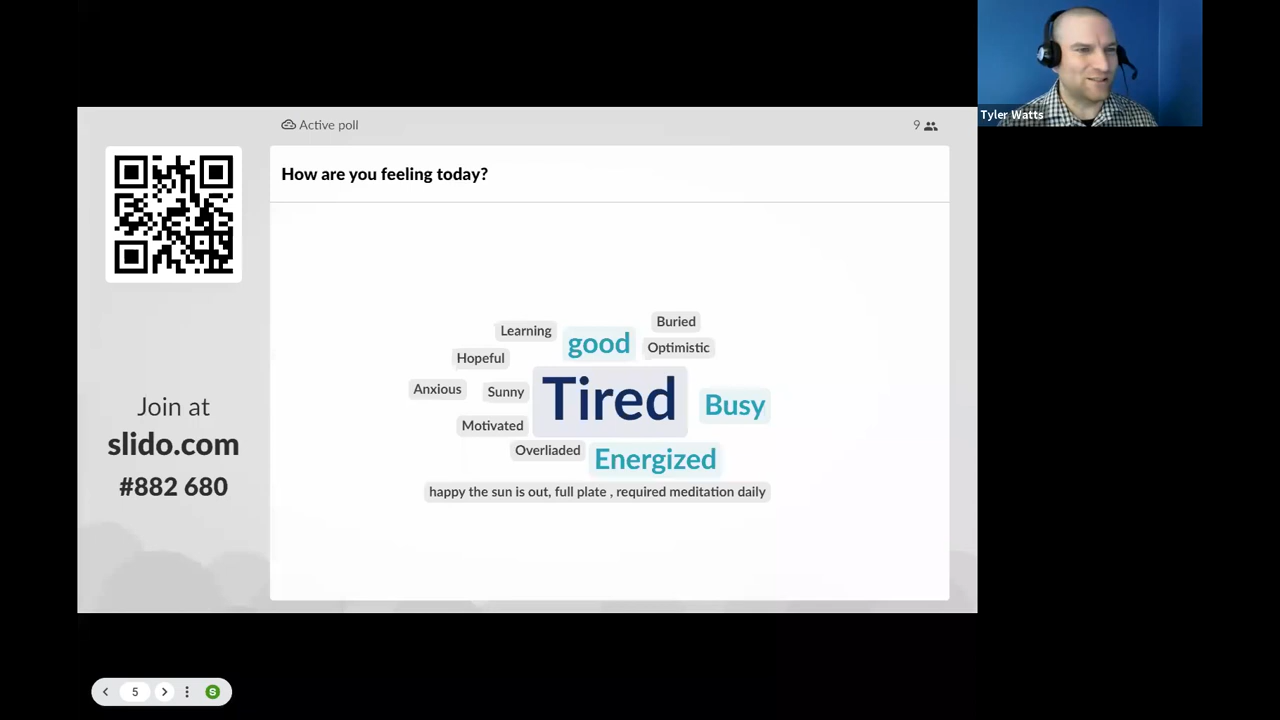 Tyler Watts
Active poll
9
How are you feeling today?
Join at
slido.com
#882 680
Buried
Learning
good
Optimistic
Hopeful
Anxious
Sunny
Tired
Busy
Motivated
Overliaded
Energized
happy the sun is out, full plate , required meditation daily
5
S